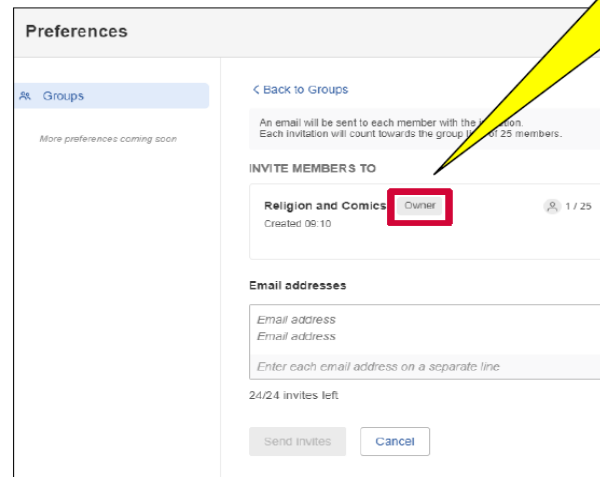 Preferences
Groups
More preferences coming soon
< Back to Groups
An email will be sent to each member with the
Each invitation will count towards the group of 25 members.
INVITE MEMBERS TO
Religion and Comics Owner 1 / 25
Created 09:10
Email addresses
Email address
Email address
Enter each email address on a separate line
24/24 invites left
Send Invites Cancel